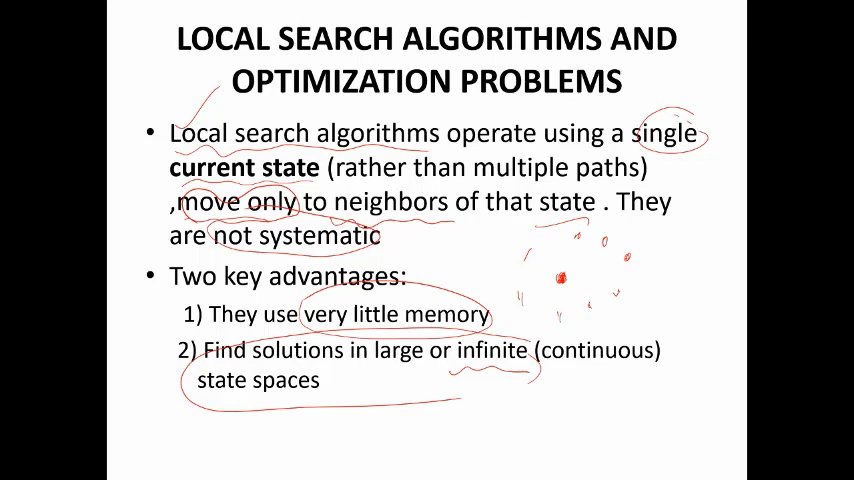 LOCAL SEARCH ALGORITHMS AND
OPTIMIZATION PROBLEMS
• Local search algorithms operate using a single
current state (rather than multiple paths)
,move only to neighbors of that state . They
are not systematic
• Two key advantages:
1) They use very little memory
2) Find solutions in large or infinite (continuous)
state spaces